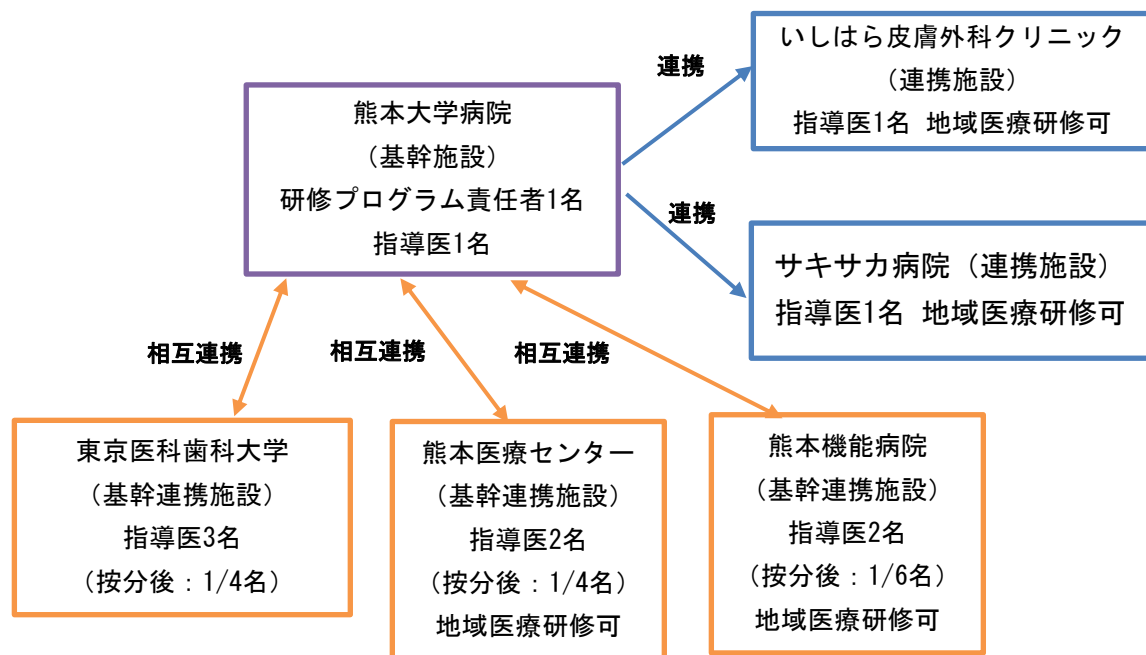 いしはら皮膚外科クリニック
（連携施設）
指導医1名 地域医療研修可
連携
熊本大学病院
（基幹施設）
研修プログラム責任者1名
指導医1名
連携
サキサカ病院（連携施設）
指導医1名 地域医療研修可
相互連携
相互連携
相互連携
東京医科歯科大学
（基幹連携施設）
指導医3名
（按分後：1/4名）
熊本医療センター
（基幹連携施設）
指導医2名
（按分後：1/4名）
地域医療研修可
熊本機能病院
（基幹連携施設）
指導医2名
（按分後：1/6名）
地域医療研修可